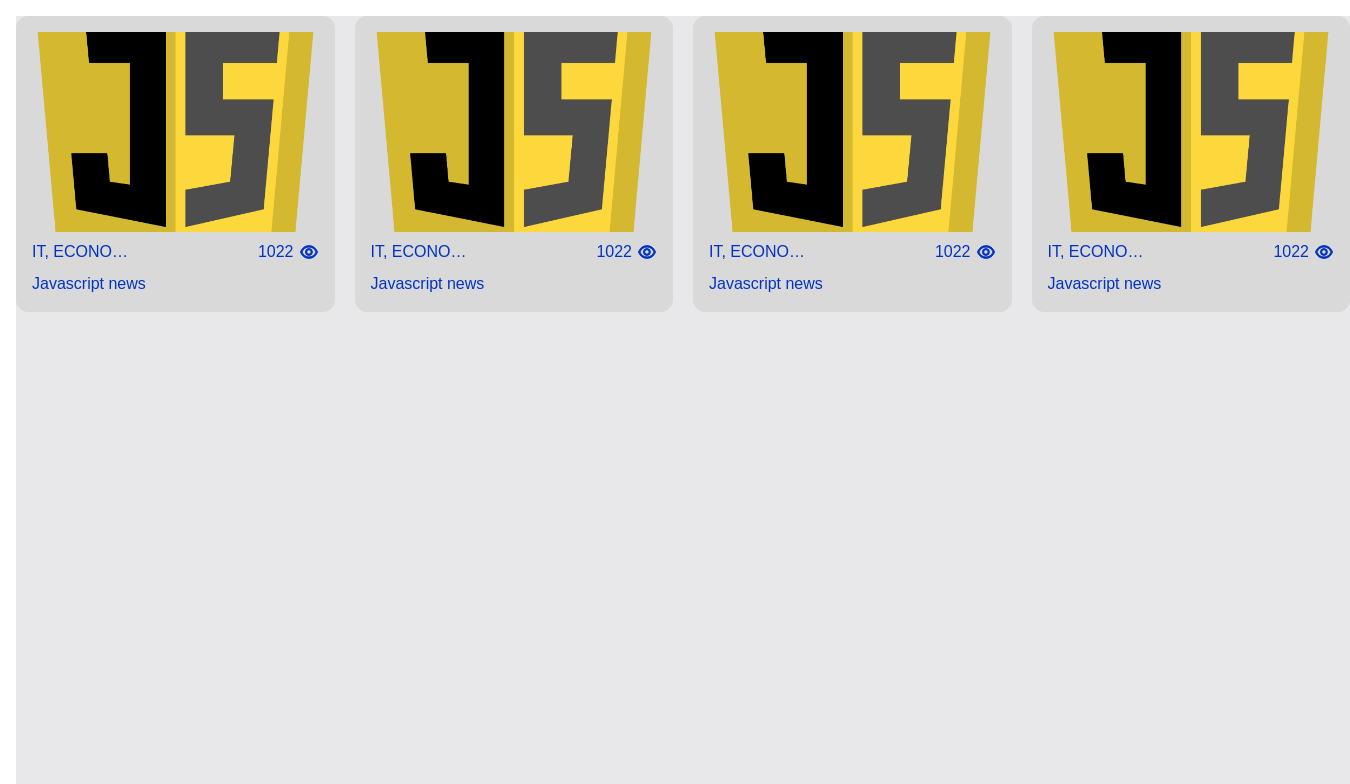 JS JS JS JS
IT, ECONO… 1022 IT, ECONO… 1022 IT, ECONO… 1022 IT, ECONO… 1022
Javascript news Javascript news Javascript news Javascript news